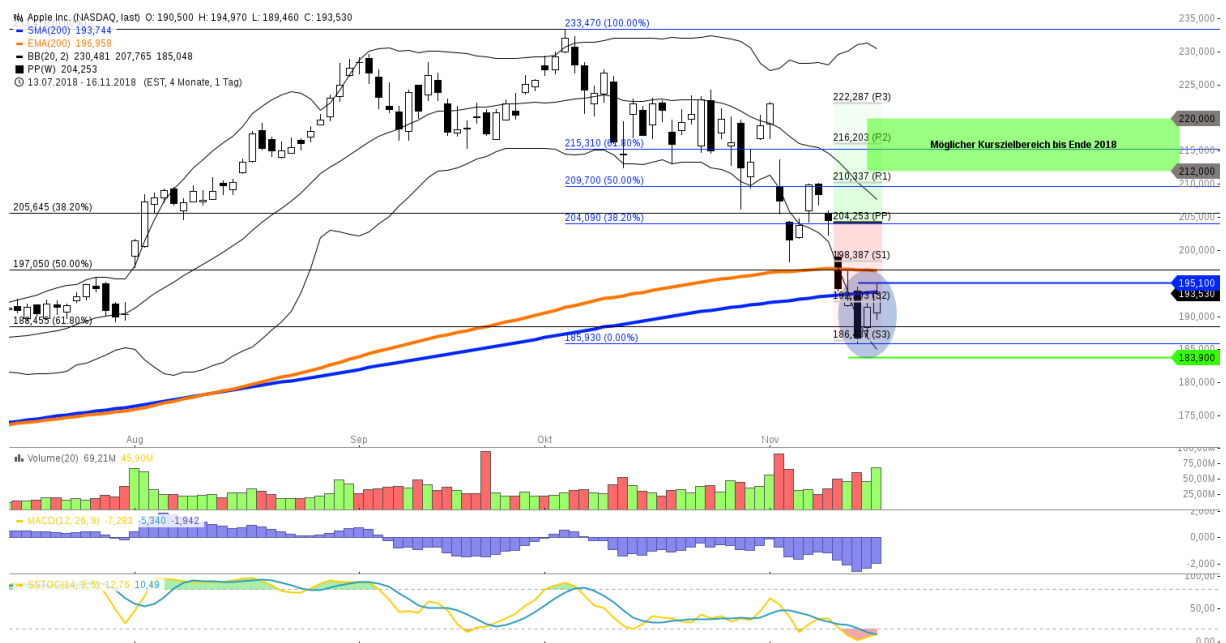 Apple Inc. (NASDAQ, last) O: 190,500 H: 194,970 L: 189,460 C: 193,530
SMA(200) 193,744
EMA(200) 196,958
BB(20, 2) 230,481 207,765 185,048
PP(W) 204,253
13.07.2018 - 16.11.2018 (EST, 4 Monate, 1 Tag)
233,470 (100.00%)
235,000
230,000
225,000
222,287 (R3)
220,000
216,203 (R2)
215,310 (61.80%)
Möglicher Kurszielbereich bis Ende 2018
215,000
212,000
210,337 (R1)
210,000
209,700 (50.00%)
205,645 (38.20%)
204,090 (38.20%)
204,253 (PP)
205,000
200,000
198,387 (S1)
197,050 (50.00%)
195,100
193,530
190,000
188,455 (61.80%)
186,437 (S3)
185,930 (0.00%)
185,000
183,900
180,000
175,000
Aug Sep Okt Nov
Volume(20) 69,21M 45,90M
100,00M
75,00M
50,00M
25,00M
MACD(12, 26, 9) -7,283 -5,340 -1,942
2,000
0,000
-2,000
SSTOC(14, 3, 5) 12,76 10,49
100,00
50,00
0,00